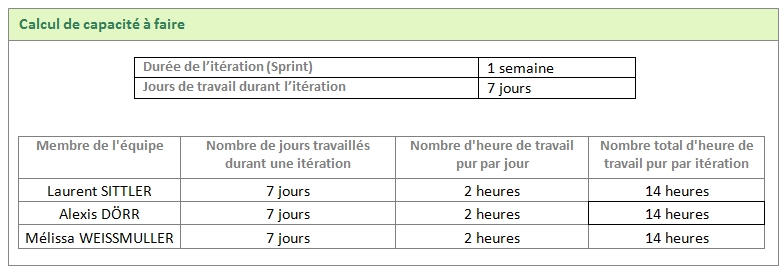 Calcul de capacité à faire
Durée de l'itération (Sprint) 1 semaine
Jours de travail durant l'itération 7 jours
Membre de l'équipe Nombre de jours travaillés Nombre d'heure de travail Nombre total d'heure de
durant une itération pur par jour travail pur par itération
Laurent SITTLER 7 jours 2 heures 14 heures
Alexis DÖRR 7 jours 2 heures 14 heures
Mélissa WEISSMULLER 7 jours 2 heures 14 heures